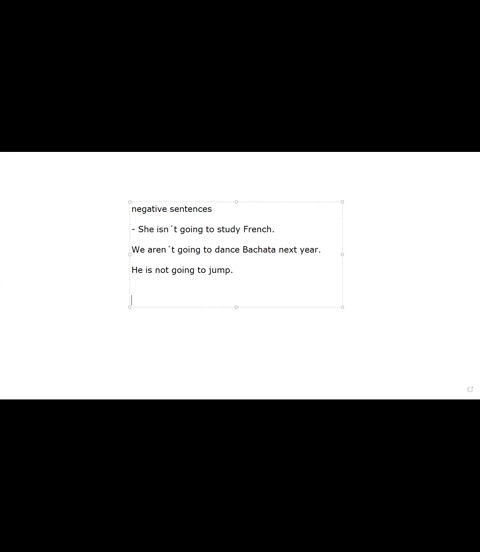 negative sentences
- She isn´t going to study French.
We aren´t going to dance Bachata next year.
He is not going to jump.